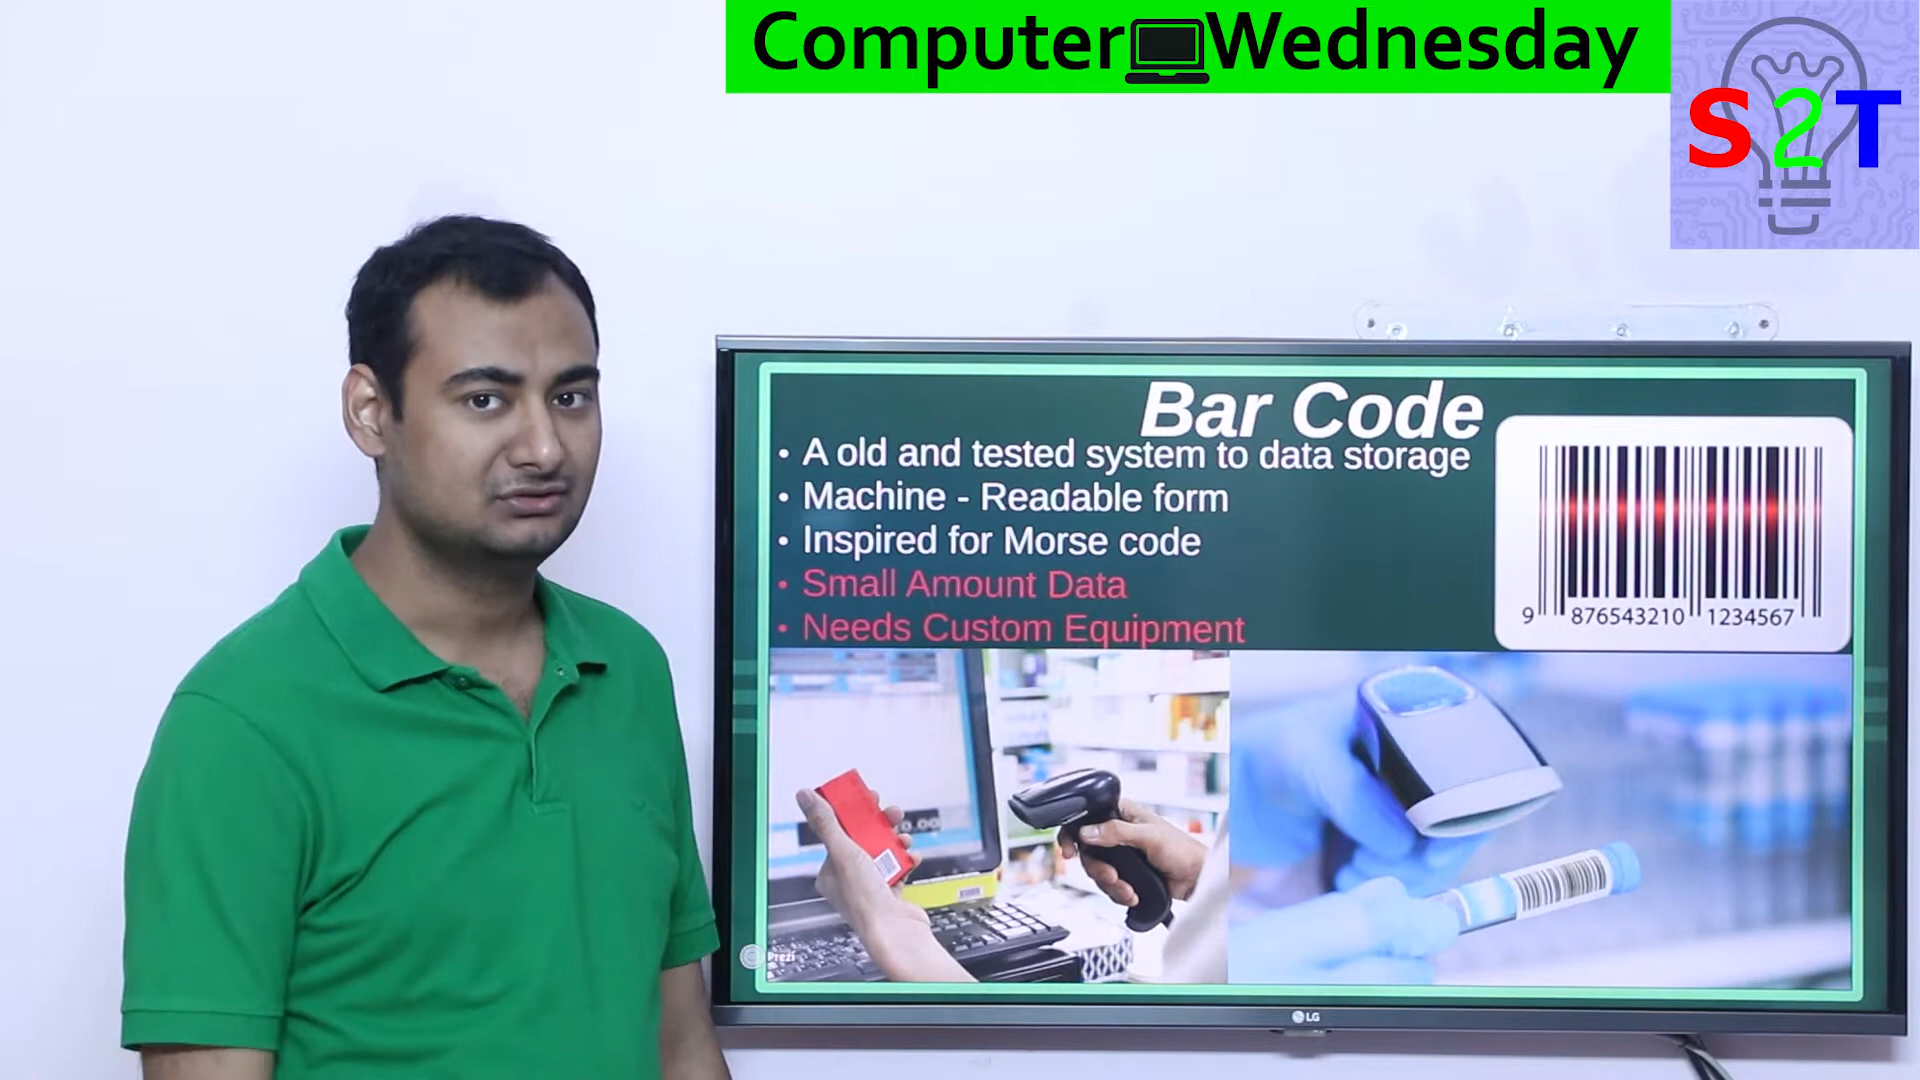 Computer Wednesday
S2T
Bar Code
• A old and tested system to data storage
• Machine - Readable form
• Inspired for Morse code
• Small Amount Data
• Needs Custom Equipment
9 876543210 1234567
Prezi
LG